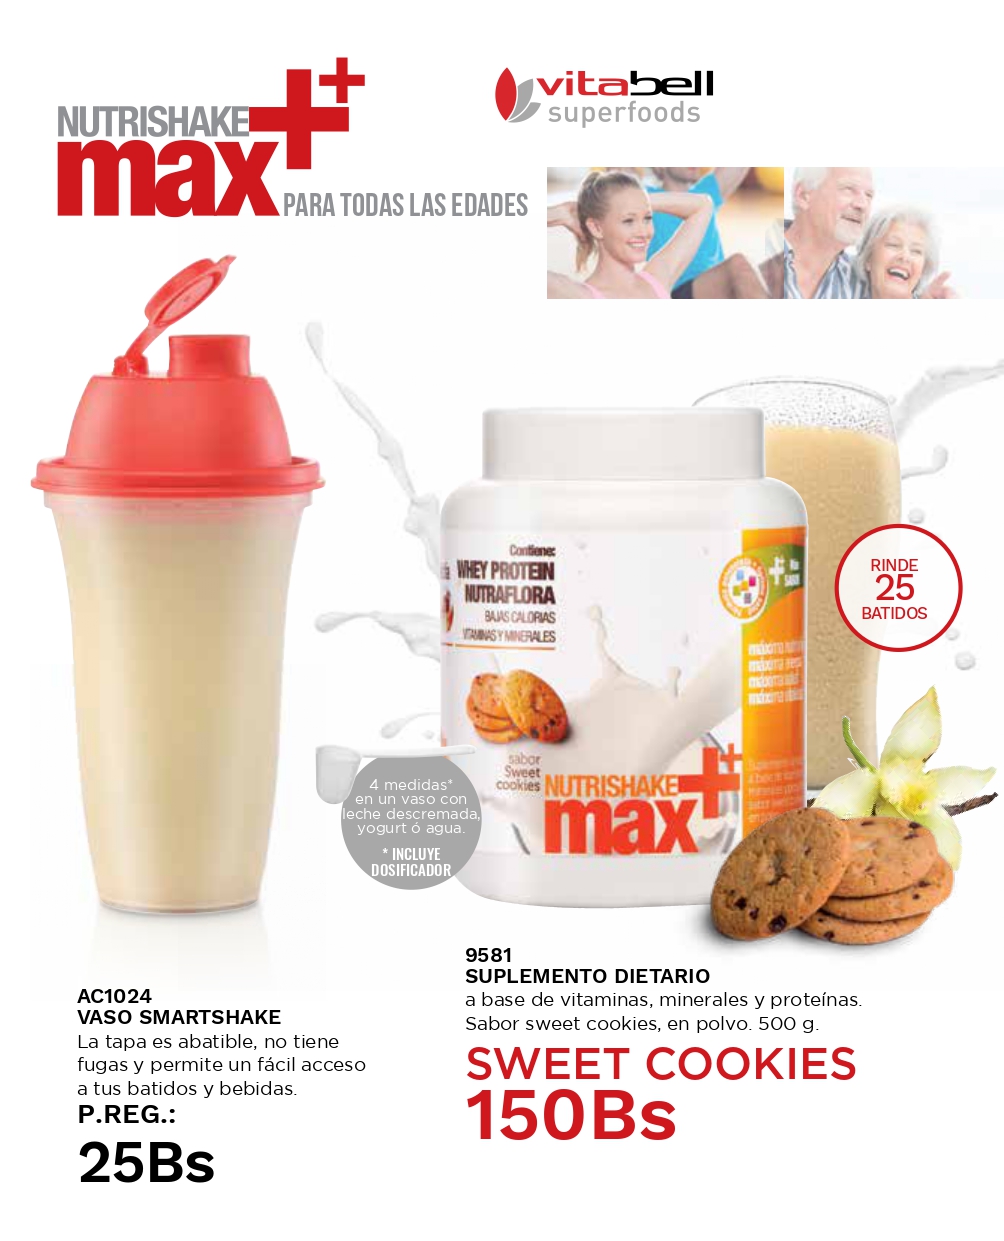 NUTRISHAKE
max++
PARA TODAS LAS EDADES
vitabell
superfoods
Contiene:
WHEY PROTEIN
NUTRAFLORA
BAJAS CALORIAS
VITAMINAS Y MINERALES
sabor
Sweet
cookies
NUTRISHAKE
max++
RINDE
25
BATIDOS
4 medidas*
en un vaso con
leche descremada,
yogurt ó agua.
* INCLUYE
DOSIFICADOR
AC1024
VASO SMARTSHAKE
La tapa es abatible, no tiene
fugas y permite un fácil acceso
a tus batidos y bebidas.
P.REG.:
25Bs
9581
SUPLEMENTO DIETARIO
a base de vitaminas, minerales y proteínas.
Sabor sweet cookies, en polvo. 500 g.
SWEET COOKIES
150Bs